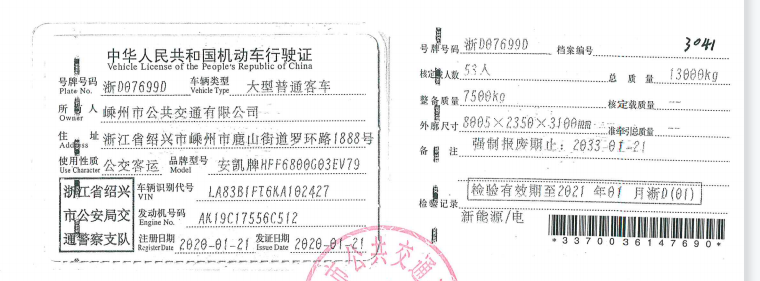 中华人民共和国机动车行驶证
Vehicle License of the People's Republic of China
号牌号码 浙D07699D 车辆类型 大型普通客车
Plate No. Vehicle Type
所有人 嵊州市公共交通有限公司
Owner
住址 浙江省绍兴市嵊州市鹿山街道罗环路1888号
Address
使用性质 公交客运 品牌型号 安凯牌HFF6800G03EV79
Use Character Model
浙江省绍兴
市公安局交
通警察支队
车辆识别代号 LA83B1FT6KA102427
VIN
发动机号码 AK19C17556C512
Engine No.
注册日期 2020-01-21 发证日期 2020-01-21
Register Date Issue Date
市公共交通
号牌号码 浙D07699D 档案编号 3041
核定载人数 53人 总质量 13000kg
整备质量 7500kg 核定载质量 --
外廓尺寸 8005×2350×3100mm 准牵引总质量 --
备注 强制报废期止:2033-01-21
检验有效期至2021年01月浙D(01)
检验记录
新能源/电
*3370036147690*